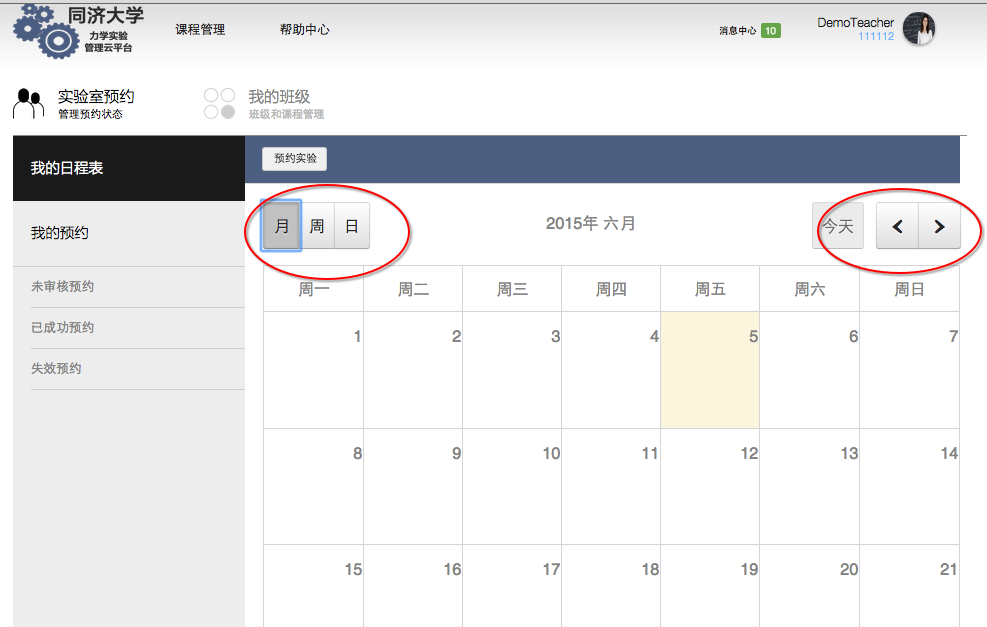 同济大学
力学实验
管理云平台
课程管理
帮助中心
消息中心 10
DemoTeacher
111112
实验室预约
管理预约状态
我的班级
班级和课程管理
我的日程表
预约实验
月 周 日
2015年 六月
今天 < >
我的预约
未审核预约
已成功预约
失效预约
周一 周二 周三 周四 周五 周六 周日
1 2 3 4 5 6 7
8 9 10 11 12 13 14
15 16 17 18 19 20 21